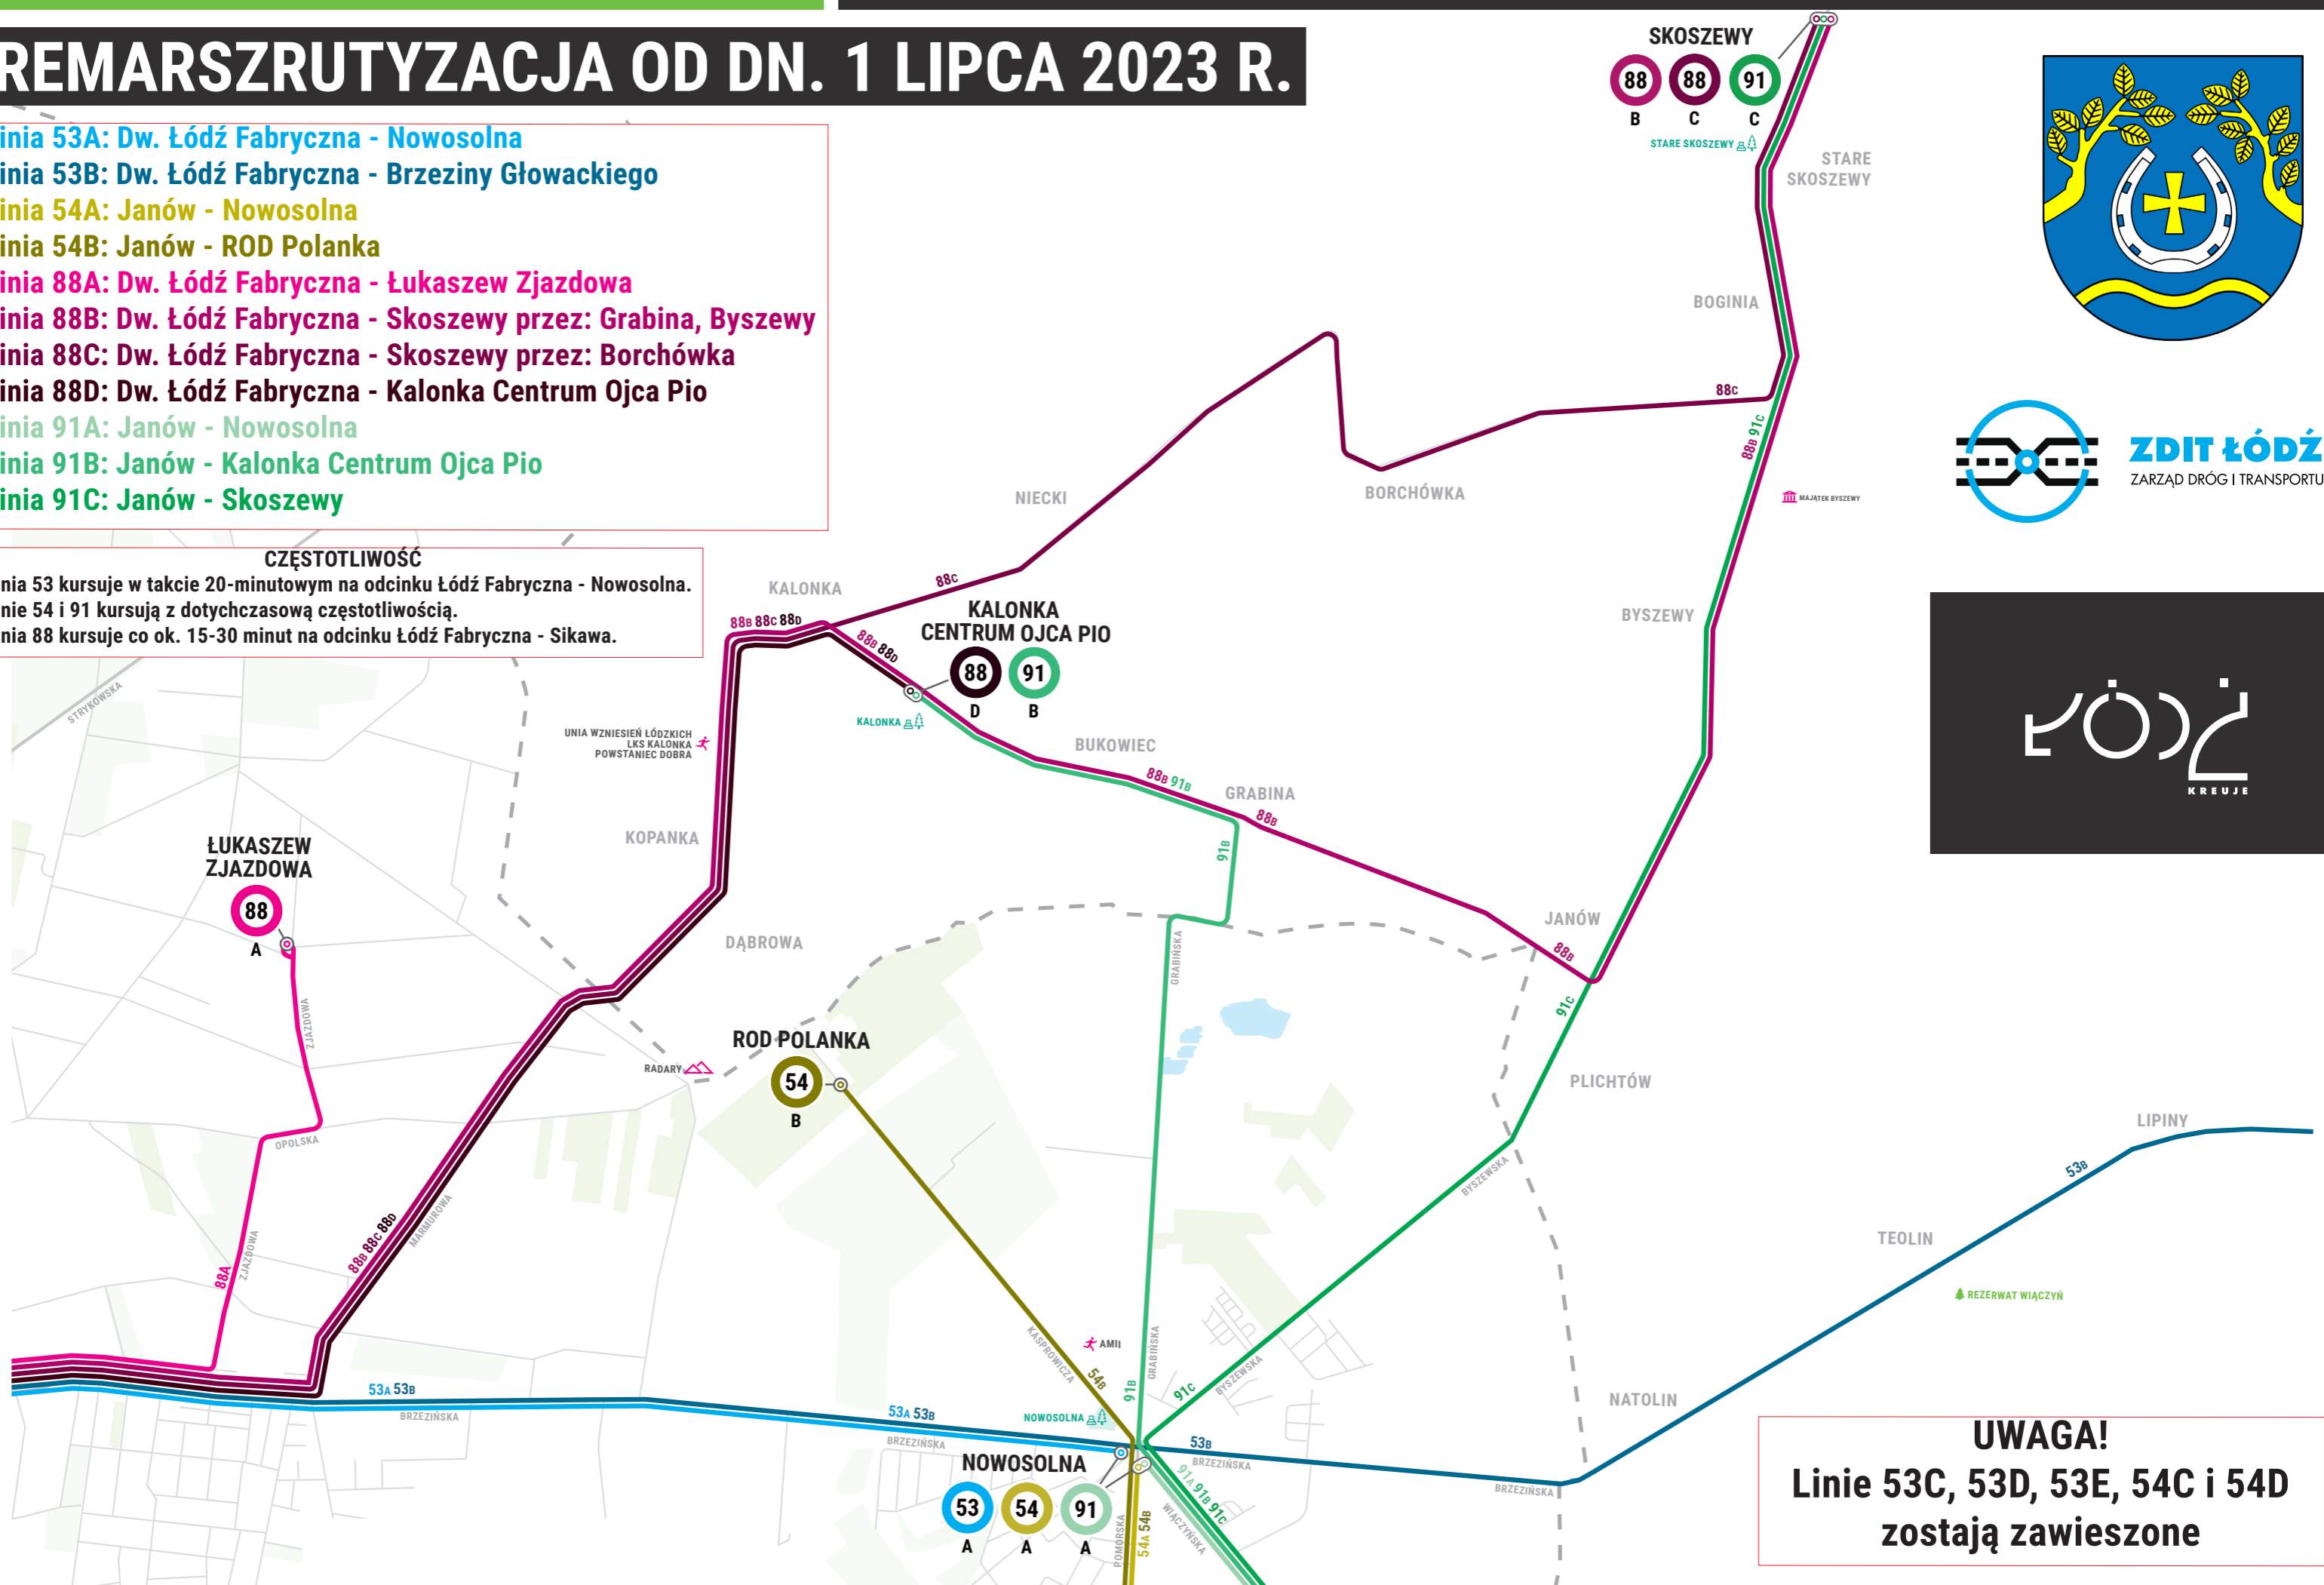 REMARSZRUTYZACJA OD DN. 1 LIPCA 2023 R.
inia 53A: Dw. Łódź Fabryczna - Nowosolna
inia 53B: Dw. Łódź Fabryczna - Brzeziny Głowackiego
inia 54A: Janów - Nowosolna
inia 54B: Janów - ROD Polanka
inia 88A: Dw. Łódź Fabryczna - Łukaszew Zjazdowa
inia 88B: Dw. Łódź Fabryczna - Skoszewy przez: Grabina, Byszewy
inia 88C: Dw. Łódź Fabryczna - Skoszewy przez: Borchówka
inia 88D: Dw. Łódź Fabryczna - Kalonka Centrum Ojca Pio
inia 91A: Janów - Nowosolna
inia 91B: Janów - Kalonka Centrum Ojca Pio
inia 91C: Janów - Skoszewy
CZĘSTOTLIWOŚĆ
nia 53 kursuje w takcie 20-minutowym na odcinku Łódź Fabryczna - Nowosolna.
nie 54 i 91 kursują z dotychczasową częstotliwością.
nia 88 kursuje co ok. 15-30 minut na odcinku Łódź Fabryczna - Sikawa.
SKOSZEWY
88 88 91
B C C
STARE SKOSZEWY
STARE
SKOSZEWY
BOGINIA
88C
88B 91C
MAJĄTEK BYSZEWY
ZDIT ŁÓDŹ
ZARZĄD DRÓG I TRANSPORTU
ŁÓDŹ
KREUJE
NIECKI
BORCHÓWKA
BYSZEWY
KALONKA
88C
88B 88C 88D
88B 88D
KALONKA
CENTRUM OJCA PIO
88 91
D B
KALONKA
STRYKOWSKA
UNIA WZNIESIEŃ ŁÓDZKICH
LKS KALONKA
POWSTANIEC DOBRA
BUKOWIEC
88B 91B
GRABINA
88B
91B
KOPANKA
ŁUKASZEW
ZJAZDOWA
88
A
DĄBROWA
GRABIŃSKA
JANÓW
88B
91C
ZJAZDOWA
ROD POLANKA
54
B
RADARY
PLICHTÓW
LIPINY
53B
OPOLSKA
BYSZEWSKA
MARMUROWA
88B 88C 88D
ZJAZDOWA
88A
TEOLIN
REZERWAT WIĄCZYŃ
KASPROWICZA
AMII
54B
GRABIŃSKA
91B
91C
BYSZEWSKA
53A 53B
BRZEZIŃSKA
53A 53B
BRZEZIŃSKA
NOWOSOLNA
53B
BRZEZIŃSKA
BRZEZIŃSKA
NATOLIN
NOWOSOLNA
53 54 91
A A A
POMORSKA
54A 54B
91A 91B 91C
WIĄCZYŃSKA
UWAGA!
Linie 53C, 53D, 53E, 54C i 54D
zostają zawieszone